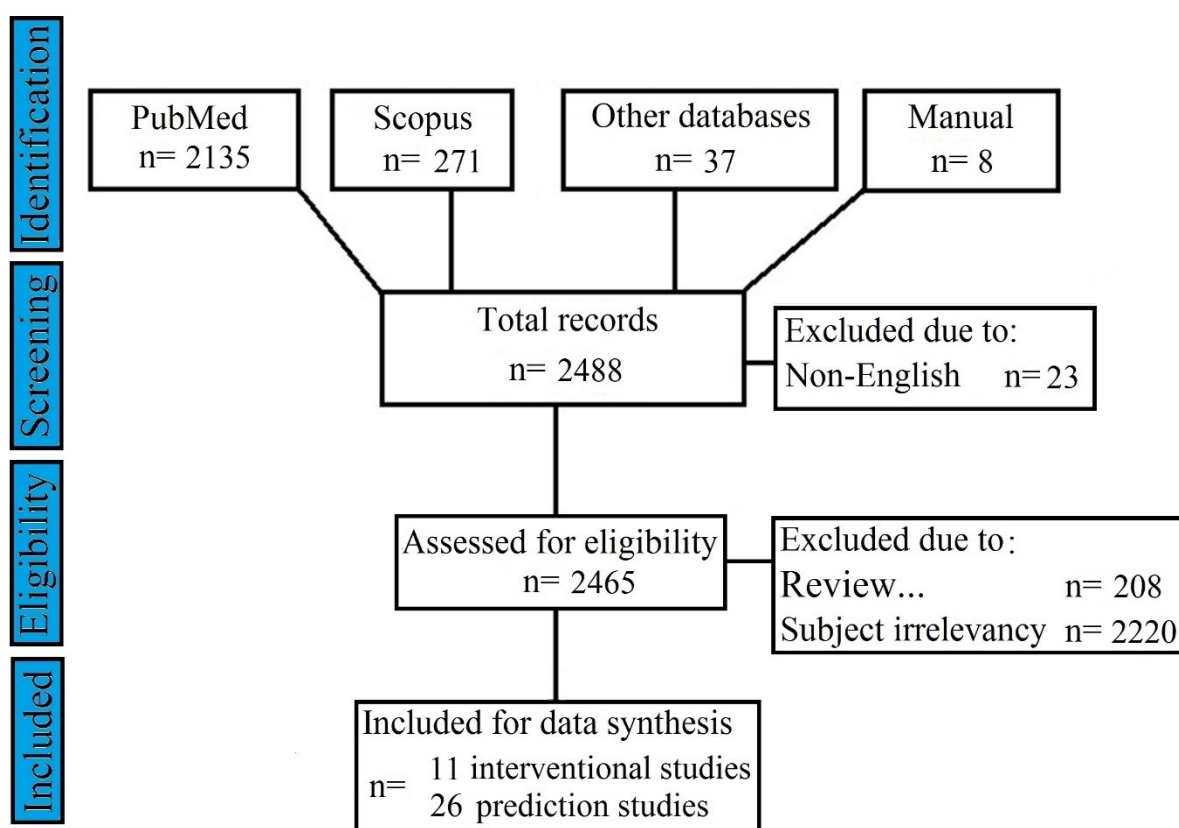 Identification
PubMed
n= 2135
Scopus
n= 271
Other databases
n= 37
Manual
n= 8
Screening
Total records
n= 2488
Excluded due to:
Non-English n= 23
Eligibility
Assessed for eligibility
n= 2465
Excluded due to:
Review... n= 208
Subject irrelevancy n= 2220
Included
Included for data synthesis
n= 11 interventional studies
26 prediction studies